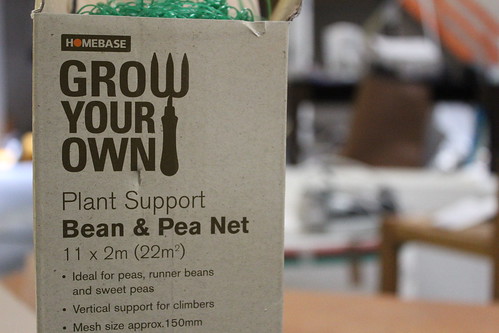 HOMEBASE
GROW
YOUR
OWN
Plant Support
Bean & Pea Net
11 x 2m (22m²)
• Ideal for peas, runner beans
and sweet peas
• Vertical support for climbers
• Mesh size approx.150mm